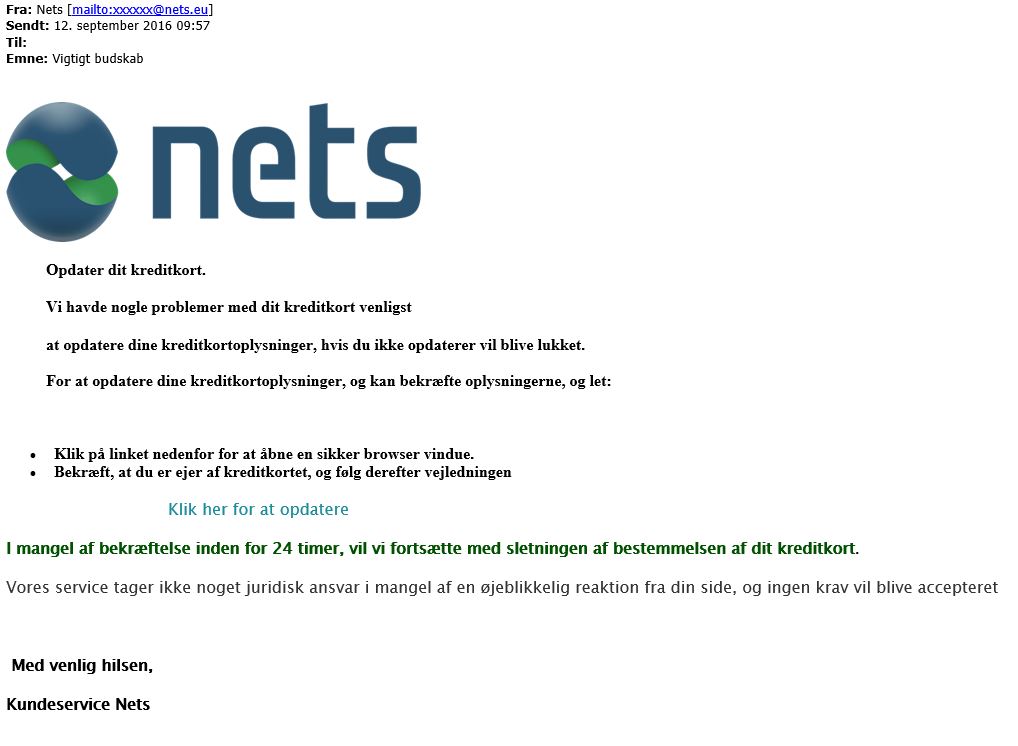 Fra: Nets [mailto:xxxxxx@nets.eu]
Sendt: 12. september 2016 09:57
Til:
Emne: Vigtigt budskab
nets
Opdater dit kreditkort.
Vi havde nogle problemer med dit kreditkort venligst
at opdatere dine kreditkortoplysninger, hvis du ikke opdaterer vil blive lukket.
For at opdatere dine kreditkortoplysninger, og kan bekræfte oplysningerne, og let:
• Klik på linket nedenfor for at åbne en sikker browser vindue.
• Bekræft, at du er ejer af kreditkortet, og følg derefter vejledningen
Klik her for at opdatere
I mangel af bekræftelse inden for 24 timer, vil vi fortsætte med sletningen af bestemmelsen af dit kreditkort.
Vores service tager ikke noget juridisk ansvar i mangel af en øjeblikkelig reaktion fra din side, og ingen krav vil blive accepteret
Med venlig hilsen,
Kundeservice Nets